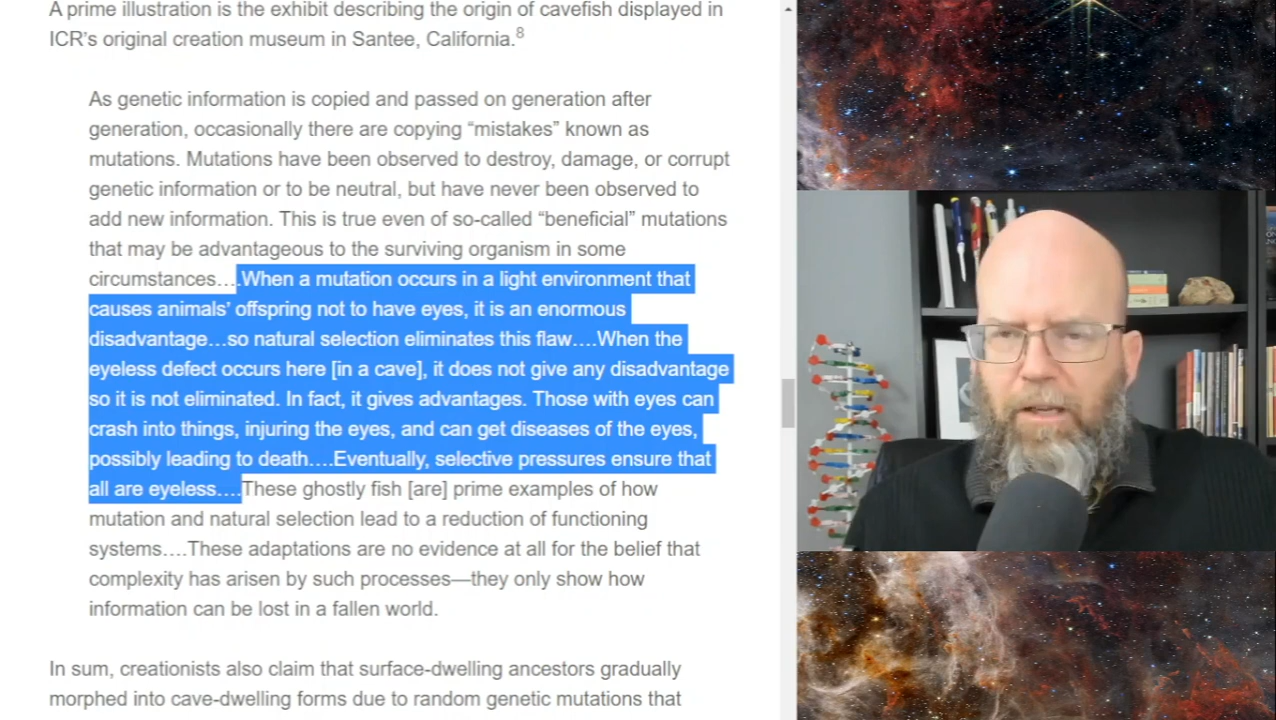 A prime illustration is the exhibit describing the origin of cavefish displayed in
ICR’s original creation museum in Santee, California.8
As genetic information is copied and passed on generation after
generation, occasionally there are copying “mistakes” known as
mutations. Mutations have been observed to destroy, damage, or corrupt
genetic information or to be neutral, but have never been observed to
add new information. This is true even of so-called “beneficial” mutations
that may be advantageous to the surviving organism in some
circumstances….When a mutation occurs in a light environment that
causes animals’ offspring not to have eyes, it is an enormous
disadvantage…so natural selection eliminates this flaw….When the
eyeless defect occurs here [in a cave], it does not give any disadvantage
so it is not eliminated. In fact, it gives advantages. Those with eyes can
crash into things, injuring the eyes, and can get diseases of the eyes,
possibly leading to death….Eventually, selective pressures ensure that
all are eyeless….These ghostly fish [are] prime examples of how
mutation and natural selection lead to a reduction of functioning
systems….These adaptations are no evidence at all for the belief that
complexity has arisen by such processes—they only show how
information can be lost in a fallen world.
In sum, creationists also claim that surface-dwelling ancestors gradually
morphed into cave-dwelling forms due to random genetic mutations that